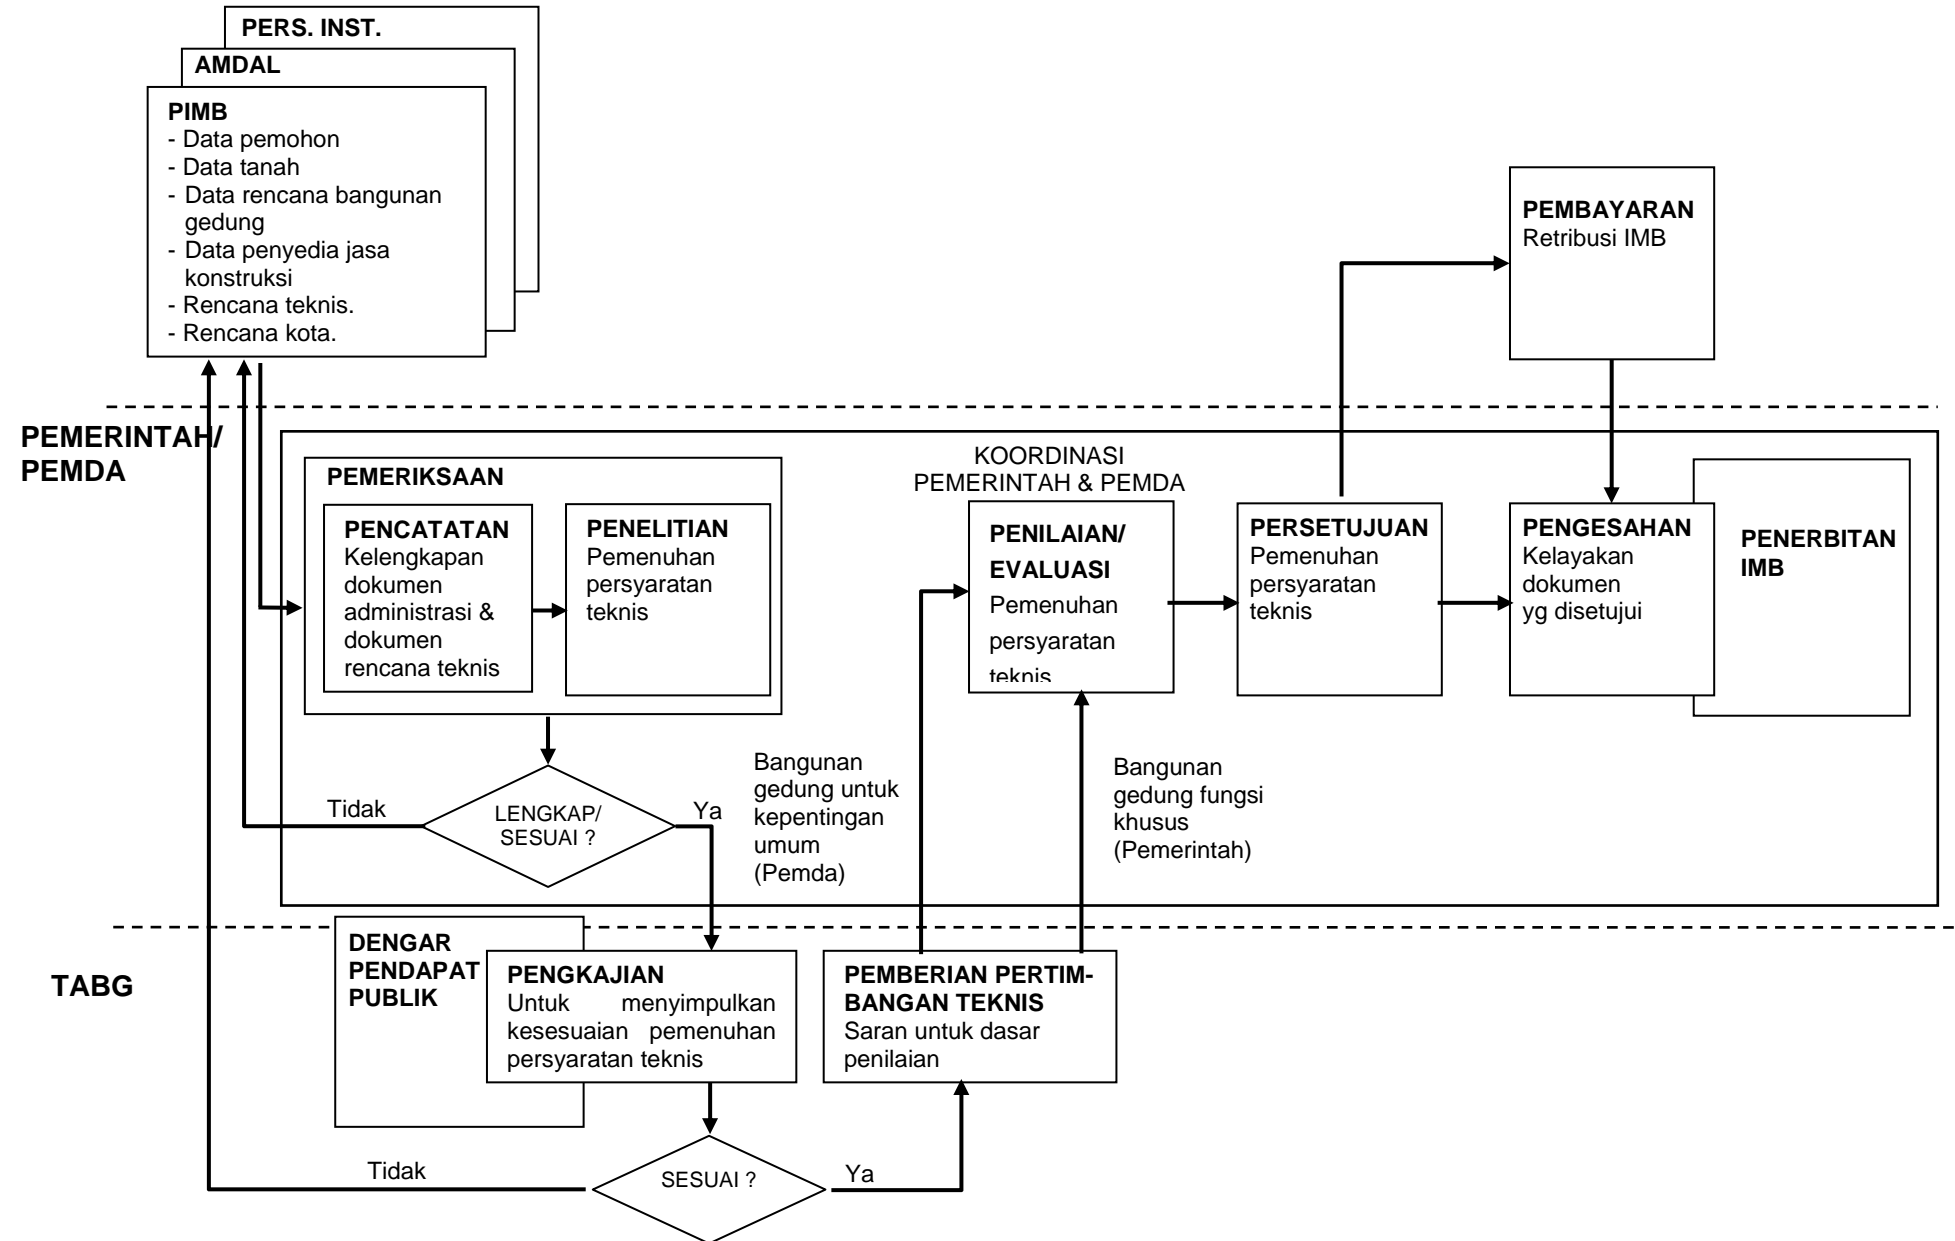 PERS. INST.
AMDAL
PIMB
- Data pemohon
- Data tanah
- Data rencana bangunan
gedung
- Data penyedia jasa
konstruksi
- Rencana teknis.
- Rencana kota.
PEMBAYARAN
Retribusi IMB
PEMERINTAH/
PEMDA
PEMERIKSAAN
PENCATATAN
Kelengkapan
dokumen
administrasi &
dokumen
rencana teknis
PENELITIAN
Pemenuhan
persyaratan
teknis
KOORDINASI
PEMERINTAH & PEMDA
PENILAIAN/
EVALUASI
Pemenuhan
persyaratan
teknis
PERSETUJUAN
Pemenuhan
persyaratan
teknis
PENGESAHAN
Kelayakan
dokumen
yg disetujui
PENERBITAN
IMB
Tidak
LENGKAP/
SESUAI ?
Ya
Bangunan
gedung untuk
kepentingan
umum
(Pemda)
Bangunan
gedung fungsi
khusus
(Pemerintah)
TABG
DENGAR
PENDAPAT
PUBLIK
PENGKAJIAN
Untuk menyimpulkan
kesesuaian pemenuhan
persyaratan teknis
PEMBERIAN PERTIM-
BANGAN TEKNIS
Saran untuk dasar
penilaian
Tidak
SESUAI ?
Ya